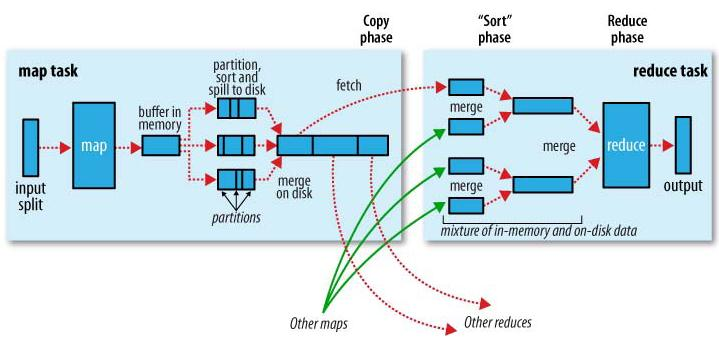 Copy
phase
"Sort"
phase
Reduce
phase
map task
partition,
sort and
spill to disk
fetch
reduce task
buffer in
memory
merge
map
merge
reduce
input
split
merge
on disk
merge
output
partitions
mixture of in-memory and on-disk data
Other maps
Other reduces